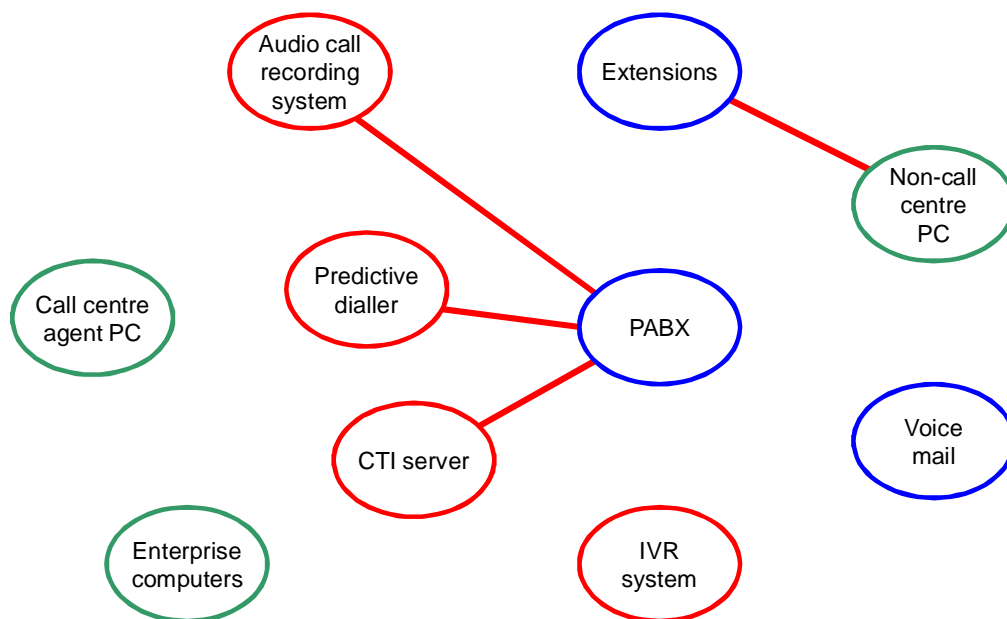 Audio call
recording
system
Extensions
Non-call
centre
PC
Predictive
dialler
Call centre
agent PC
PABX
Voice
mail
CTI server
Enterprise
computers
IVR
system